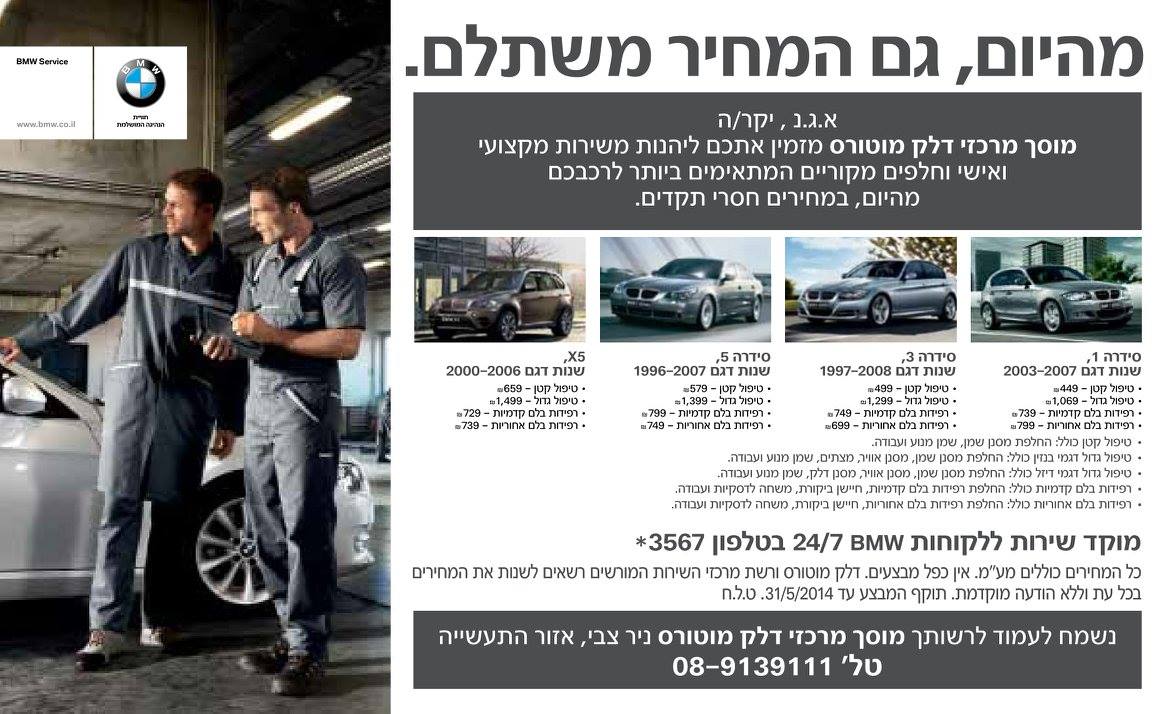 BMW Service
www.bmw.co.il
חוויית
הנהיגה המושלמת
מהיום, גם המחיר משתלם.
א.ג.נ , יקר/ה
מוסך מרכזי דלק מוטורס מזמין אתכם ליהנות משירות מקצועי
ואישי וחלפים מקוריים המתאימים ביותר לרכבכם
מהיום, במחירים חסרי תקדים.
סידרה 1,
שנות דגם 2003-2007
• טיפול קטן - 449₪
• טיפול גדול - 1,069₪
• רפידות בלם קדמיות - 739₪
• רפידות בלם אחוריות - 799₪
סידרה 3,
שנות דגם 1997-2008
• טיפול קטן - 499₪
• טיפול גדול - 1,299₪
• רפידות בלם קדמיות - 749₪
• רפידות בלם אחוריות - 699₪
סידרה 5,
שנות דגם 1996-2007
• טיפול קטן - 579₪
• טיפול גדול - 1,399₪
• רפידות בלם קדמיות - 799₪
• רפידות בלם אחוריות - 749₪
X5,
שנות דגם 2000-2006
• טיפול קטן - 659₪
• טיפול גדול - 1,499₪
• רפידות בלם קדמיות - 729₪
• רפידות בלם אחוריות - 739₪
• טיפול קטן כולל: החלפת מסנן שמן, שמן מנוע ועבודה.
• טיפול גדול דגמי בנזין כולל: החלפת מסנן שמן, מסנן אוויר, מצתים, שמן מנוע ועבודה.
• טיפול גדול דגמי דיזל כולל: החלפת מסנן שמן, מסנן אוויר, מסנן דלק, שמן מנוע ועבודה.
• רפידות בלם קדמיות כולל: החלפת רפידות בלם קדמיות, חיישן ביקורת, משחה לדסקיות ועבודה.
• רפידות בלם אחוריות כולל: החלפת רפידות בלם אחוריות, חיישן ביקורת, משחה לדסקיות ועבודה.
מוקד שירות ללקוחות BMW 24/7 בטלפון 3567*
כל המחירים כוללים מע"מ. אין כפל מבצעים. דלק מוטורס ורשת מרכזי השירות המורשים רשאים לשנות את המחירים
בכל עת וללא הודעה מוקדמת. תוקף המבצע עד 31/5/2014. ט.ל.ח
נשמח לעמוד לרשותך מוסך מרכזי דלק מוטורס ניר צבי, אזור התעשייה
טל' 08-9139111